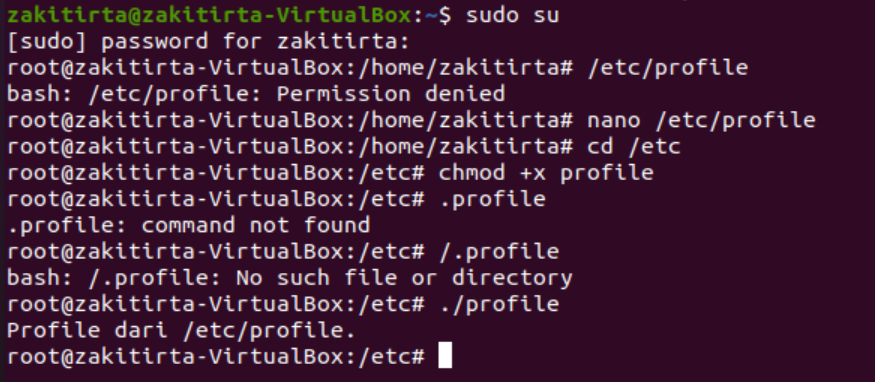 zakitirta@zakitirta-VirtualBox:~$ sudo su
[sudo] password for zakitirta:
root@zakitirta-VirtualBox:/home/zakitirta# /etc/profile
bash: /etc/profile: Permission denied
root@zakitirta-VirtualBox:/home/zakitirta# nano /etc/profile
root@zakitirta-VirtualBox:/home/zakitirta# cd /etc
root@zakitirta-VirtualBox:/etc# chmod +x profile
root@zakitirta-VirtualBox:/etc# .profile
.profile: command not found
root@zakitirta-VirtualBox:/etc# /.profile
bash: /.profile: No such file or directory
root@zakitirta-VirtualBox:/etc# ./profile
Profile dari /etc/profile.
root@zakitirta-VirtualBox:/etc#